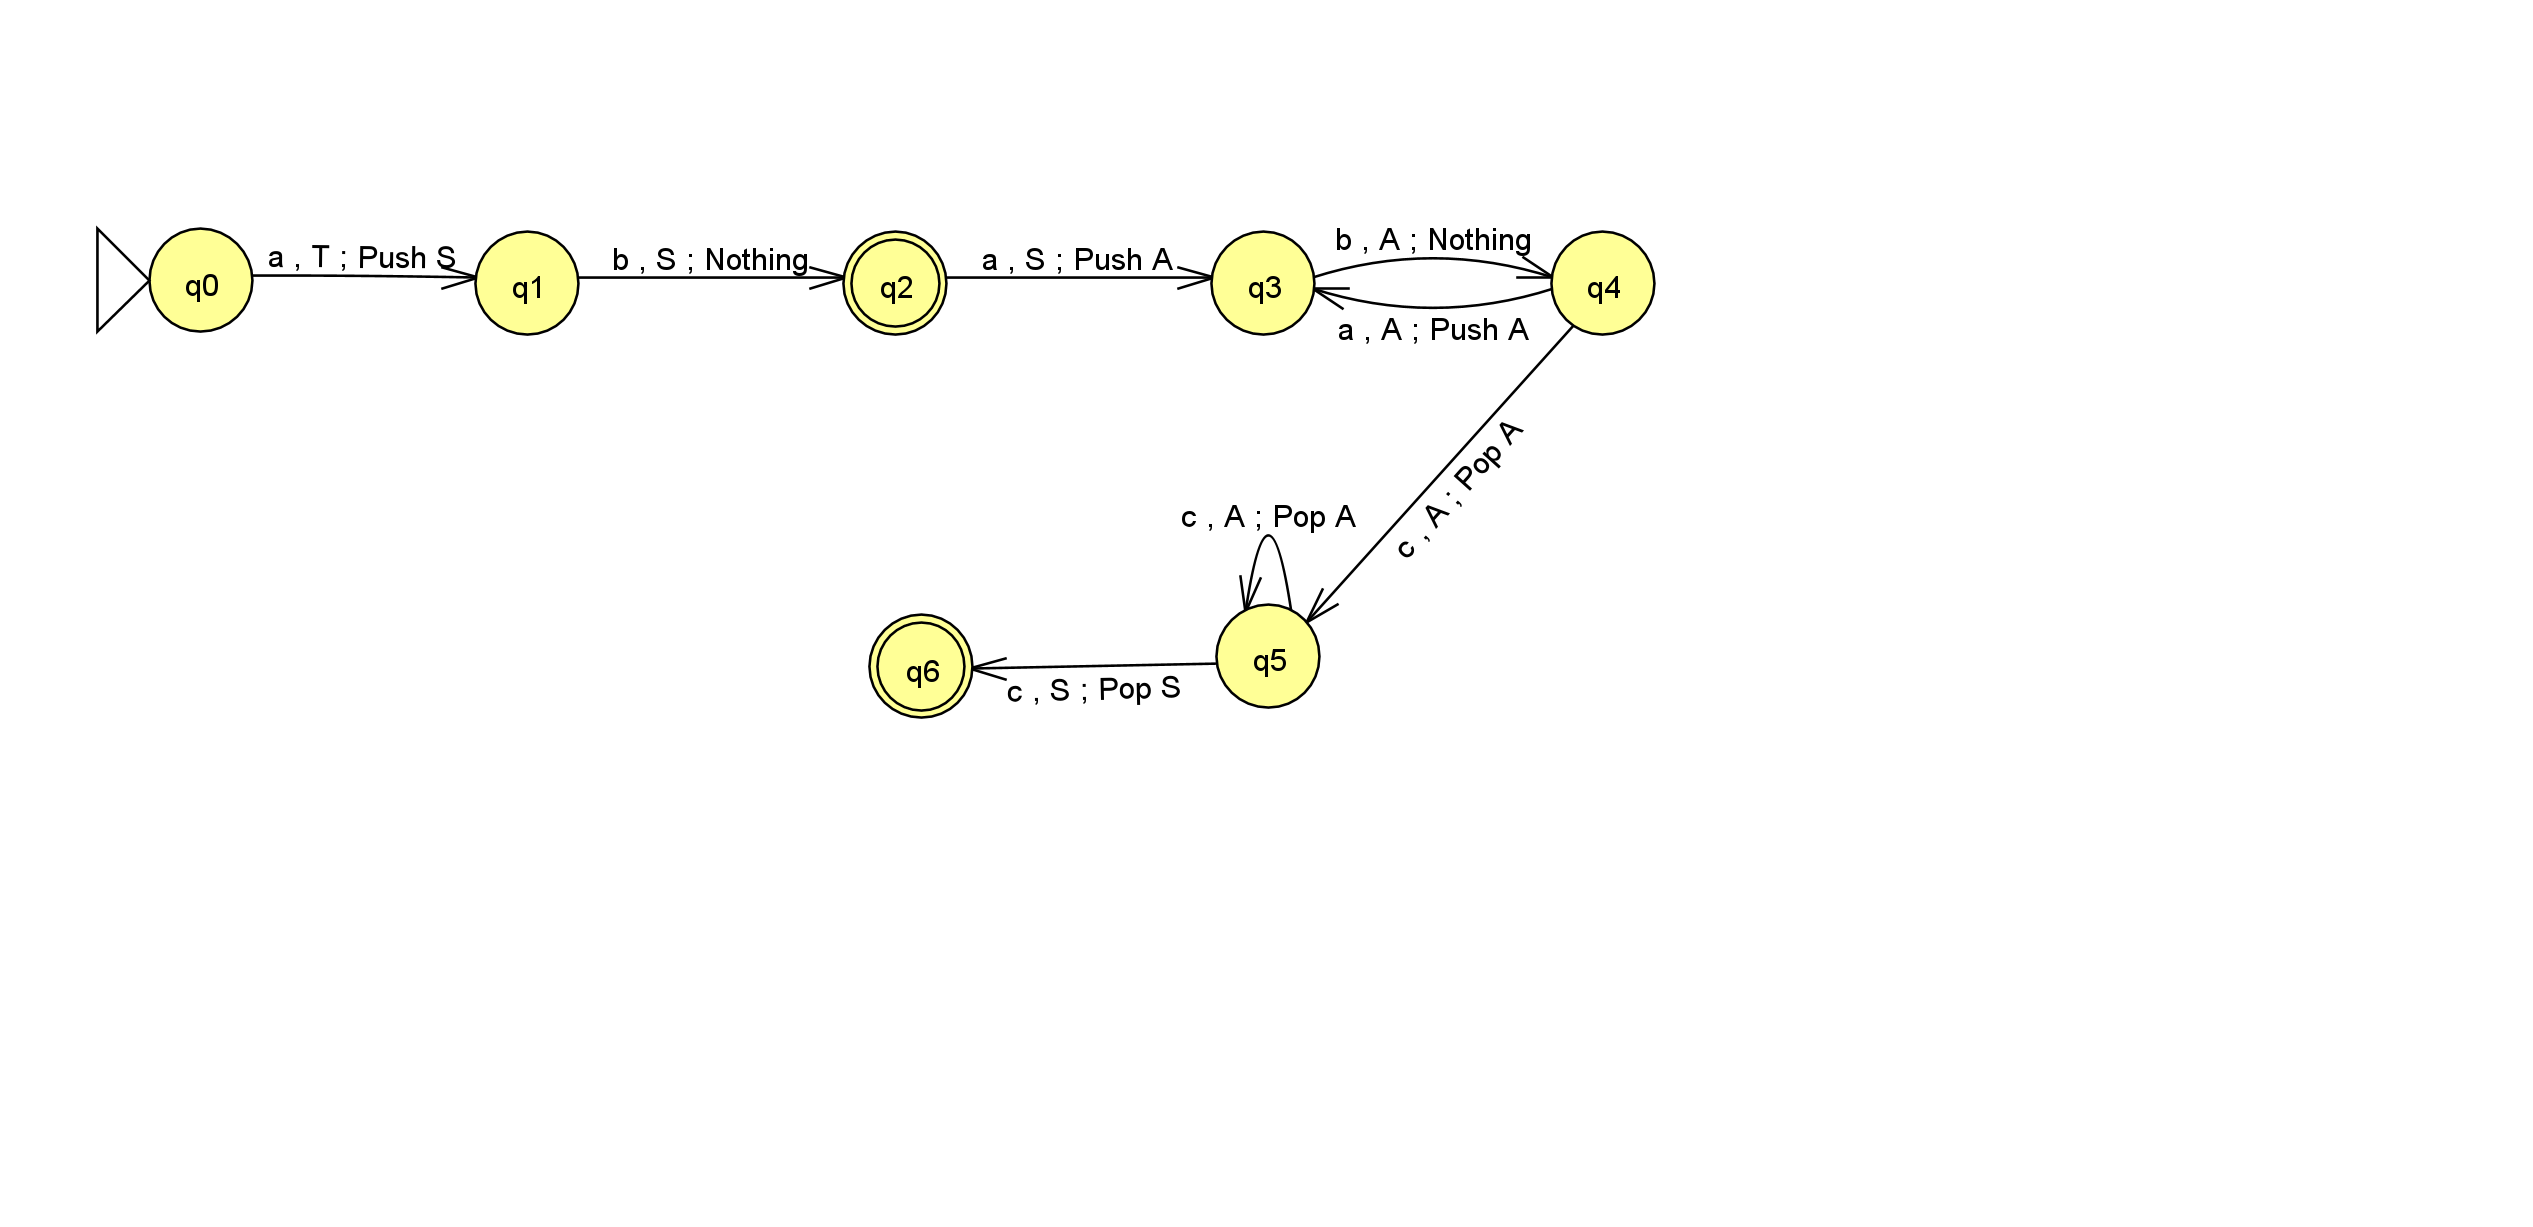 b , A ; Nothing
a , T ; Push S
b , S ; Nothing
a , S ; Push A
q0
q1
q2
q3
q4
a , A ; Push A
c , A ; Pop A
c , A ; Pop A
q5
q6
c , S ; Pop S